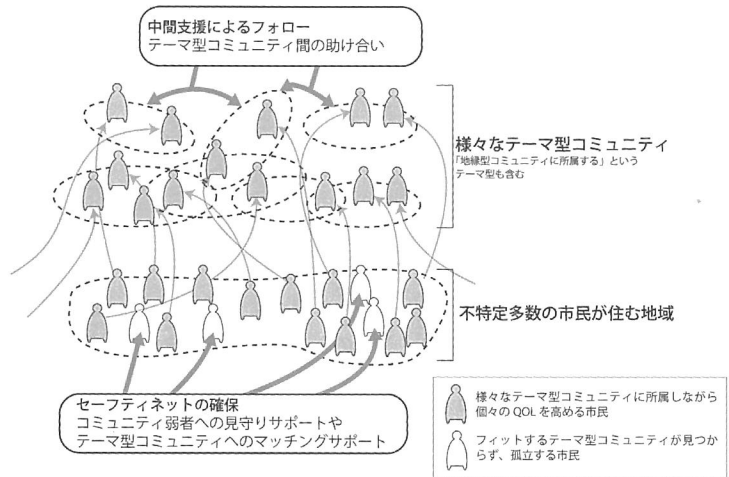 中間支援によるフォロー
テーマ型コミュニティ間の助け合い
様々なテーマ型コミュニティ
「地縁型コミュニティに所属する」という
テーマ型も含む
不特定多数の市民が住む地域
セーフティネットの確保
コミュニティ弱者への見守りサポートや
テーマ型コミュニティへのマッチングサポート
様々なテーマ型コミュニティに所属しながら
個々の QOL を高める市民
フィットするテーマ型コミュニティが見つか
らず、孤立する市民